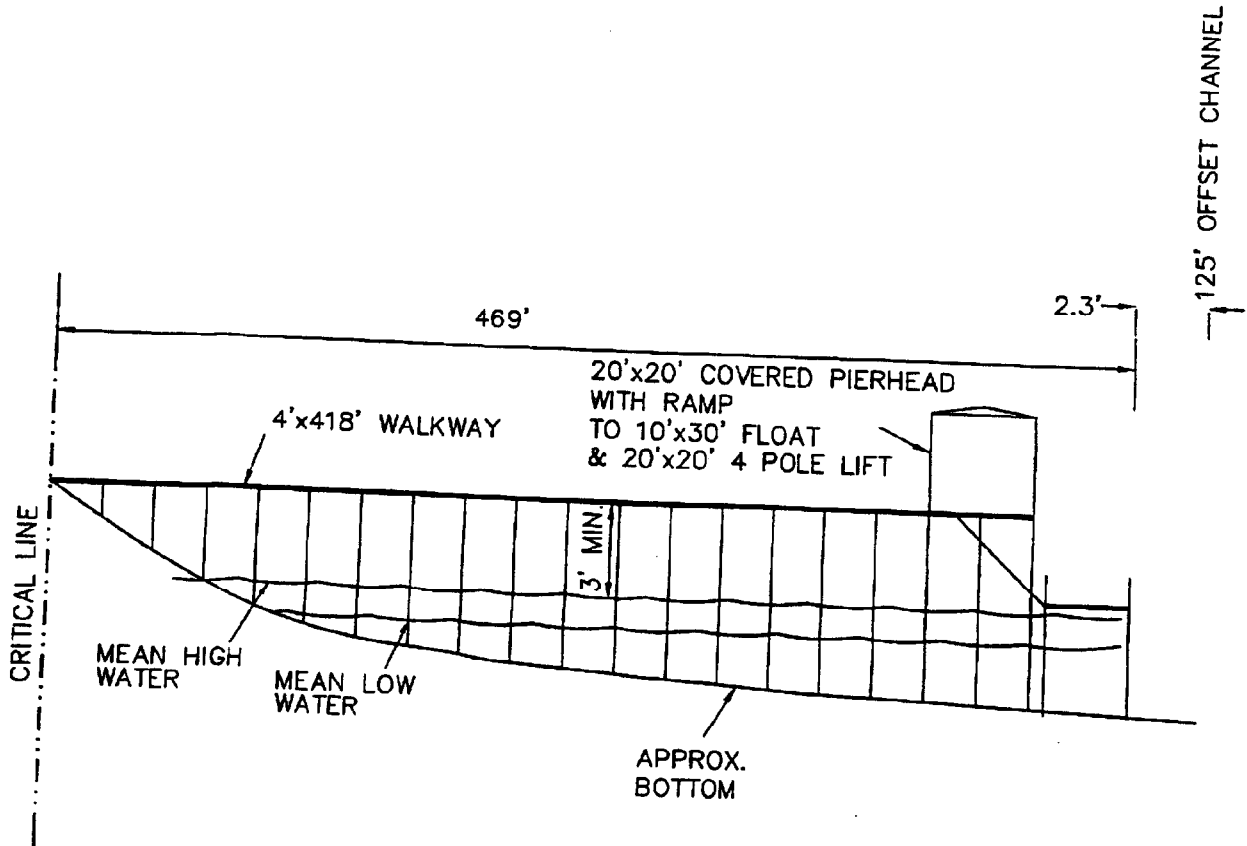 125' OFFSET CHANNEL
2.3'
469'
20'x20' COVERED PIERHEAD
WITH RAMP
TO 10'x30' FLOAT
& 20'x20' 4 POLE LIFT
4'x418' WALKWAY
3' MIN.
CRITICAL LINE
MEAN HIGH
WATER
MEAN LOW
WATER
APPROX.
BOTTOM